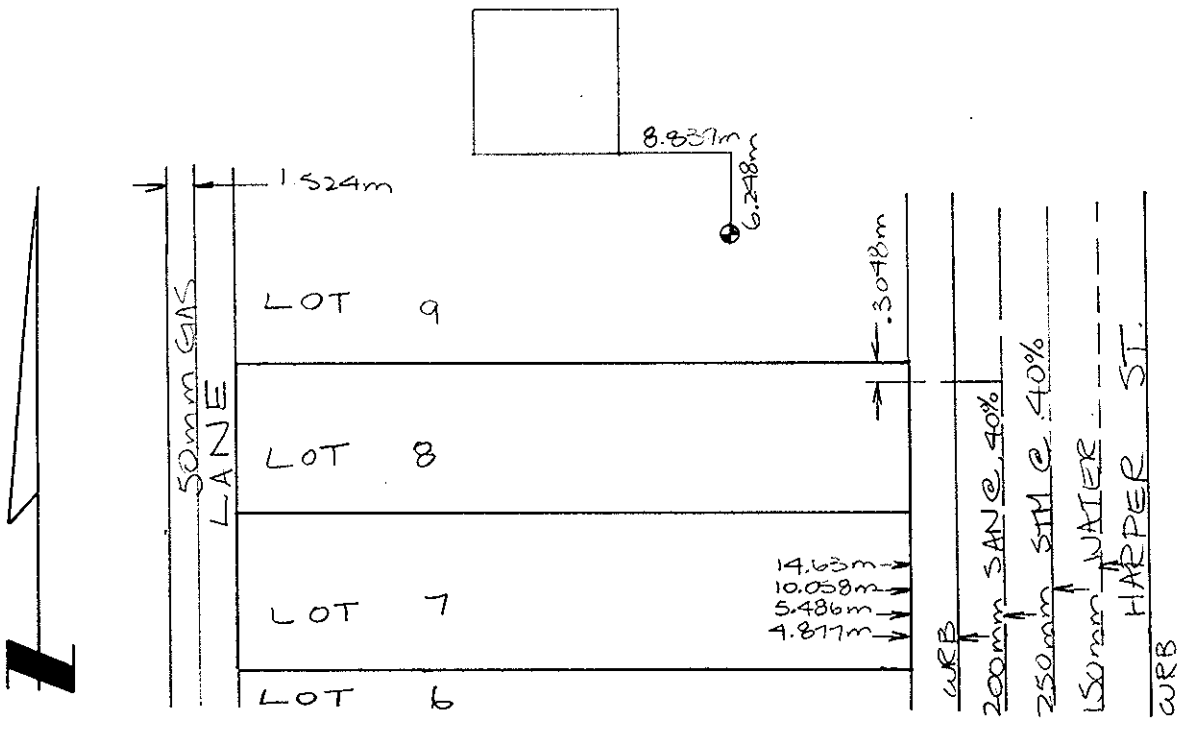 8.839m
6.248m
1.524m
.3048m
50mm GAS
LANE
LOT 9
LOT 8
LOT 7
LOT 6
14.63m
10.058m
5.486m
4.877m
WRB
200mm SAN @ .40%
250mm STM @ .40%
150mm WATER
HARPER ST.
WRB